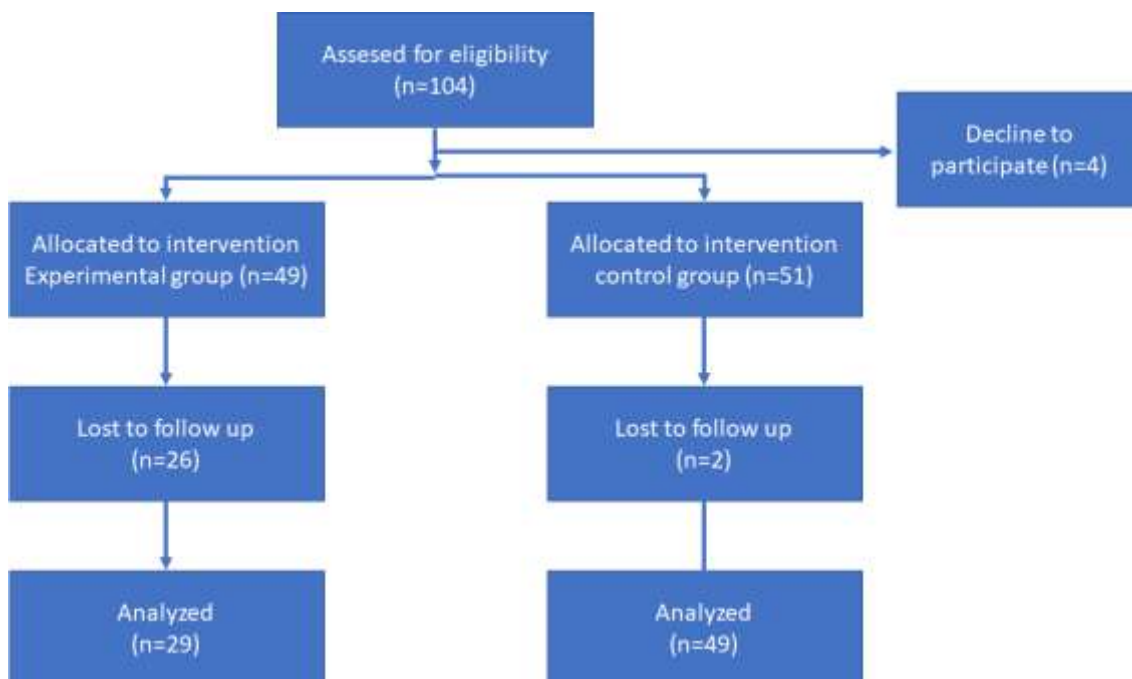 Assesed for eligibility
(n=104)
Decline to
participate (n=4)
Allocated to intervention
Experimental group (n=49)
Allocated to intervention
control group (n=51)
Lost to follow up
(n=26)
Lost to follow up
(n=2)
Analyzed
(n=29)
Analyzed
(n=49)